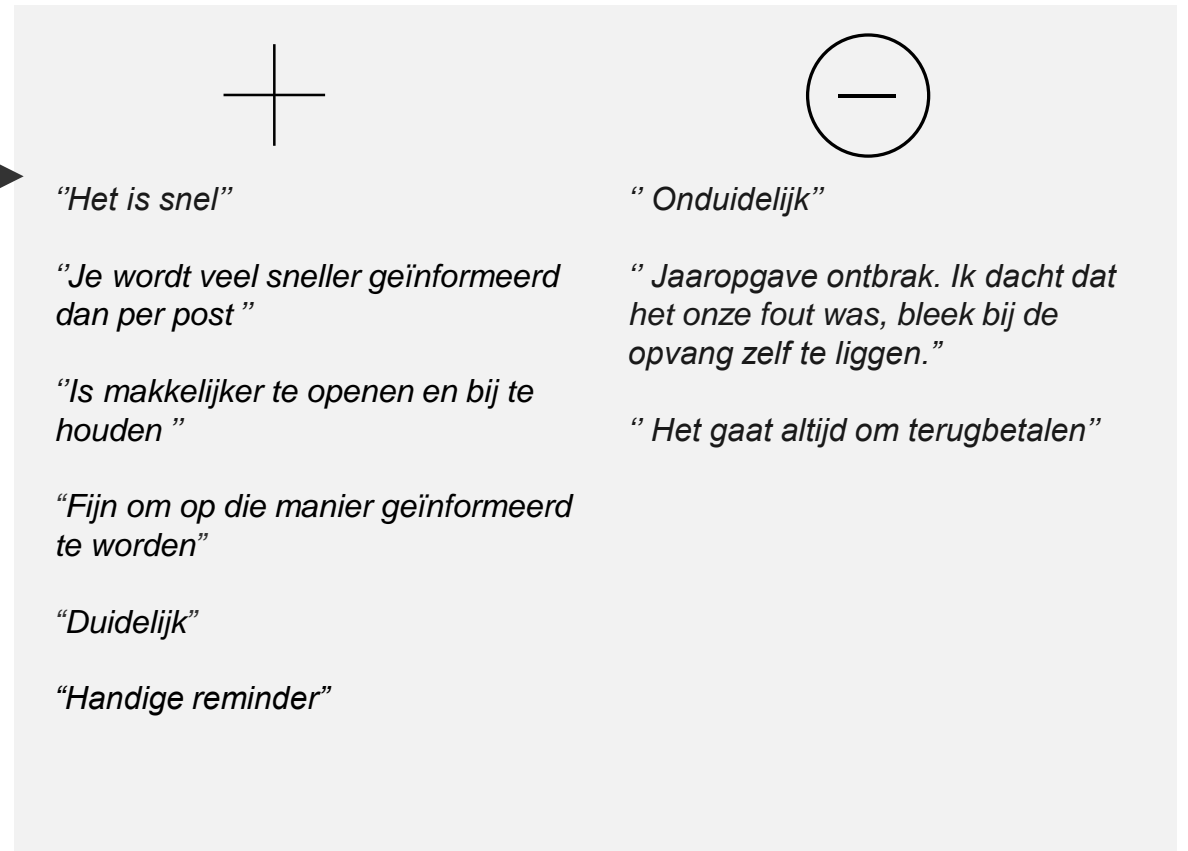 ‘’Het is snel’’
‘’Je wordt veel sneller geïnformeerd
dan per post ’’
‘’Is makkelijker te openen en bij te
houden ’’
“Fijn om op die manier geïnformeerd
te worden”
“Duidelijk”
“Handige reminder”
‘’ Onduidelijk’’
‘’ Jaaropgave ontbrak. Ik dacht dat
het onze fout was, bleek bij de
opvang zelf te liggen.”
‘’ Het gaat altijd om terugbetalen’’